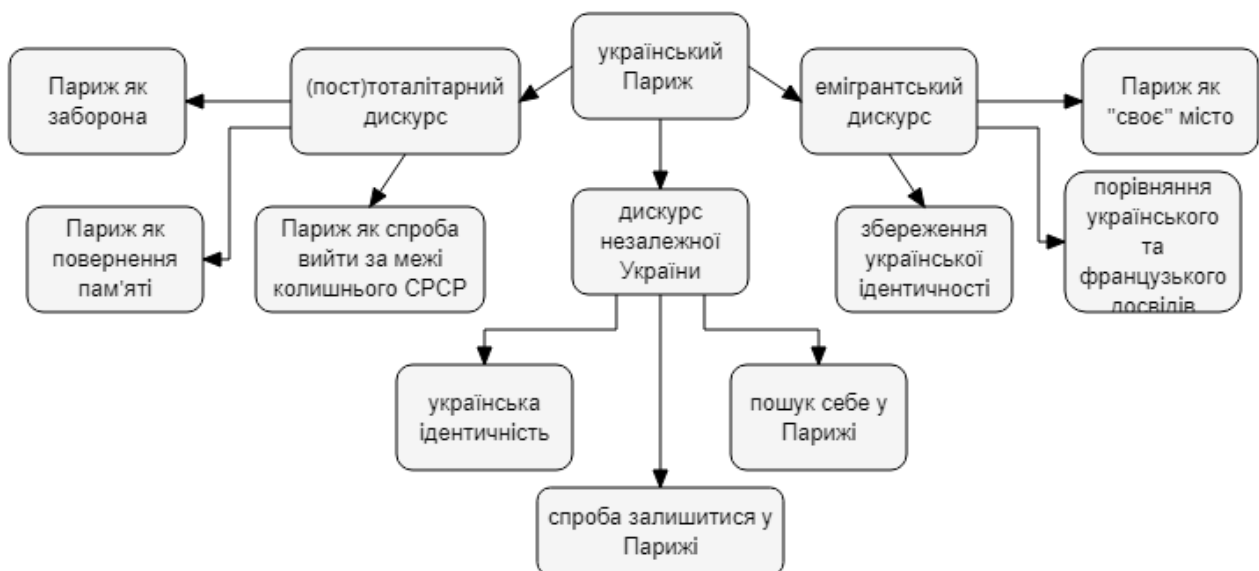 український
Париж
Париж як
заборона
(пост)тоталітарний
дискурс
емігрантський
дискурс
Париж як
"своє" місто
Париж як
повернення
пам'яті
Париж як спроба
вийти за межі
колишнього СРСР
дискурс
незалежної
України
збереження
української
ідентичності
порівняння
українського
та
французького
досвідів
українська
ідентичність
пошук себе у
Парижі
спроба залишитися у
Парижі